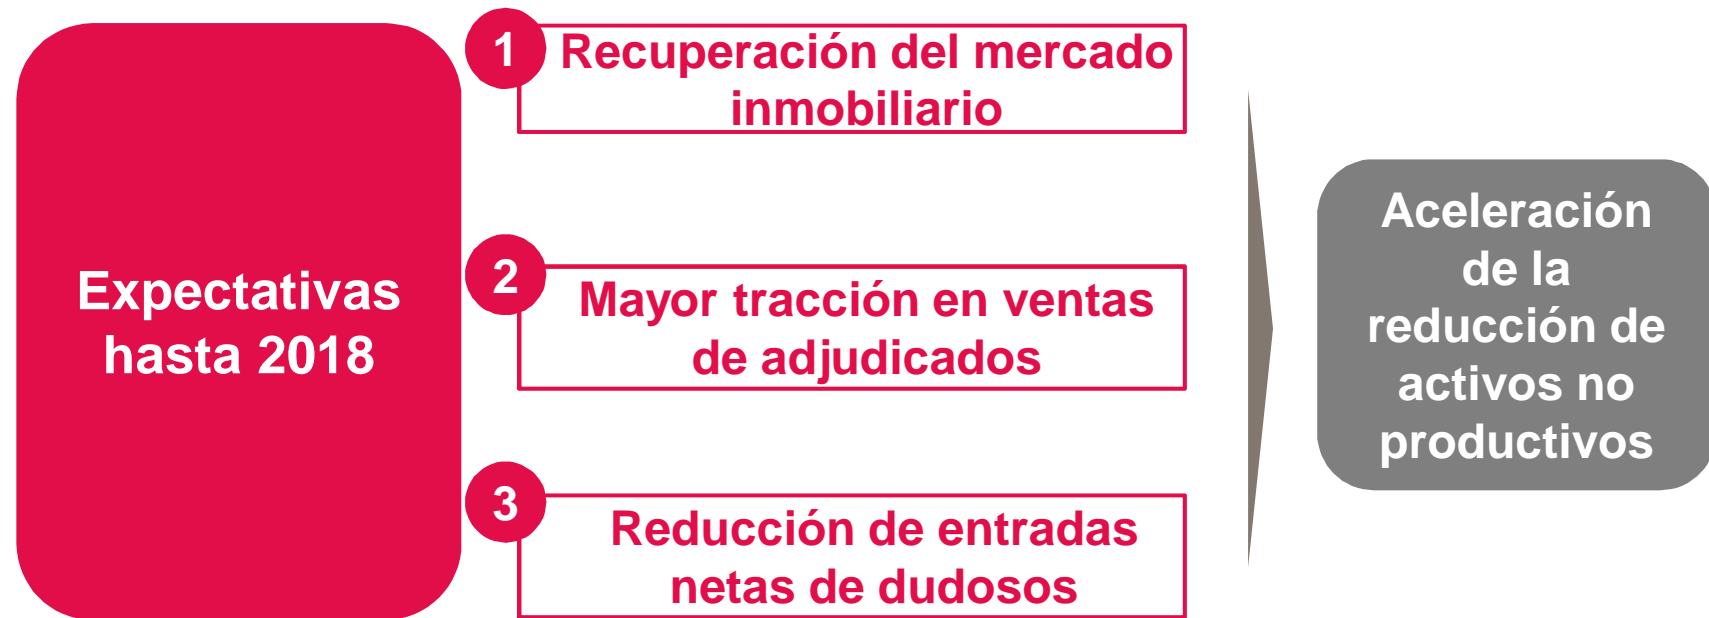 Expectativas
hasta 2018
1
Recuperación del mercado
inmobiliario
2
Mayor tracción en ventas
de adjudicados
3
Reducción de entradas
netas de dudosos
Aceleración
de la
reducción de
activos no
productivos